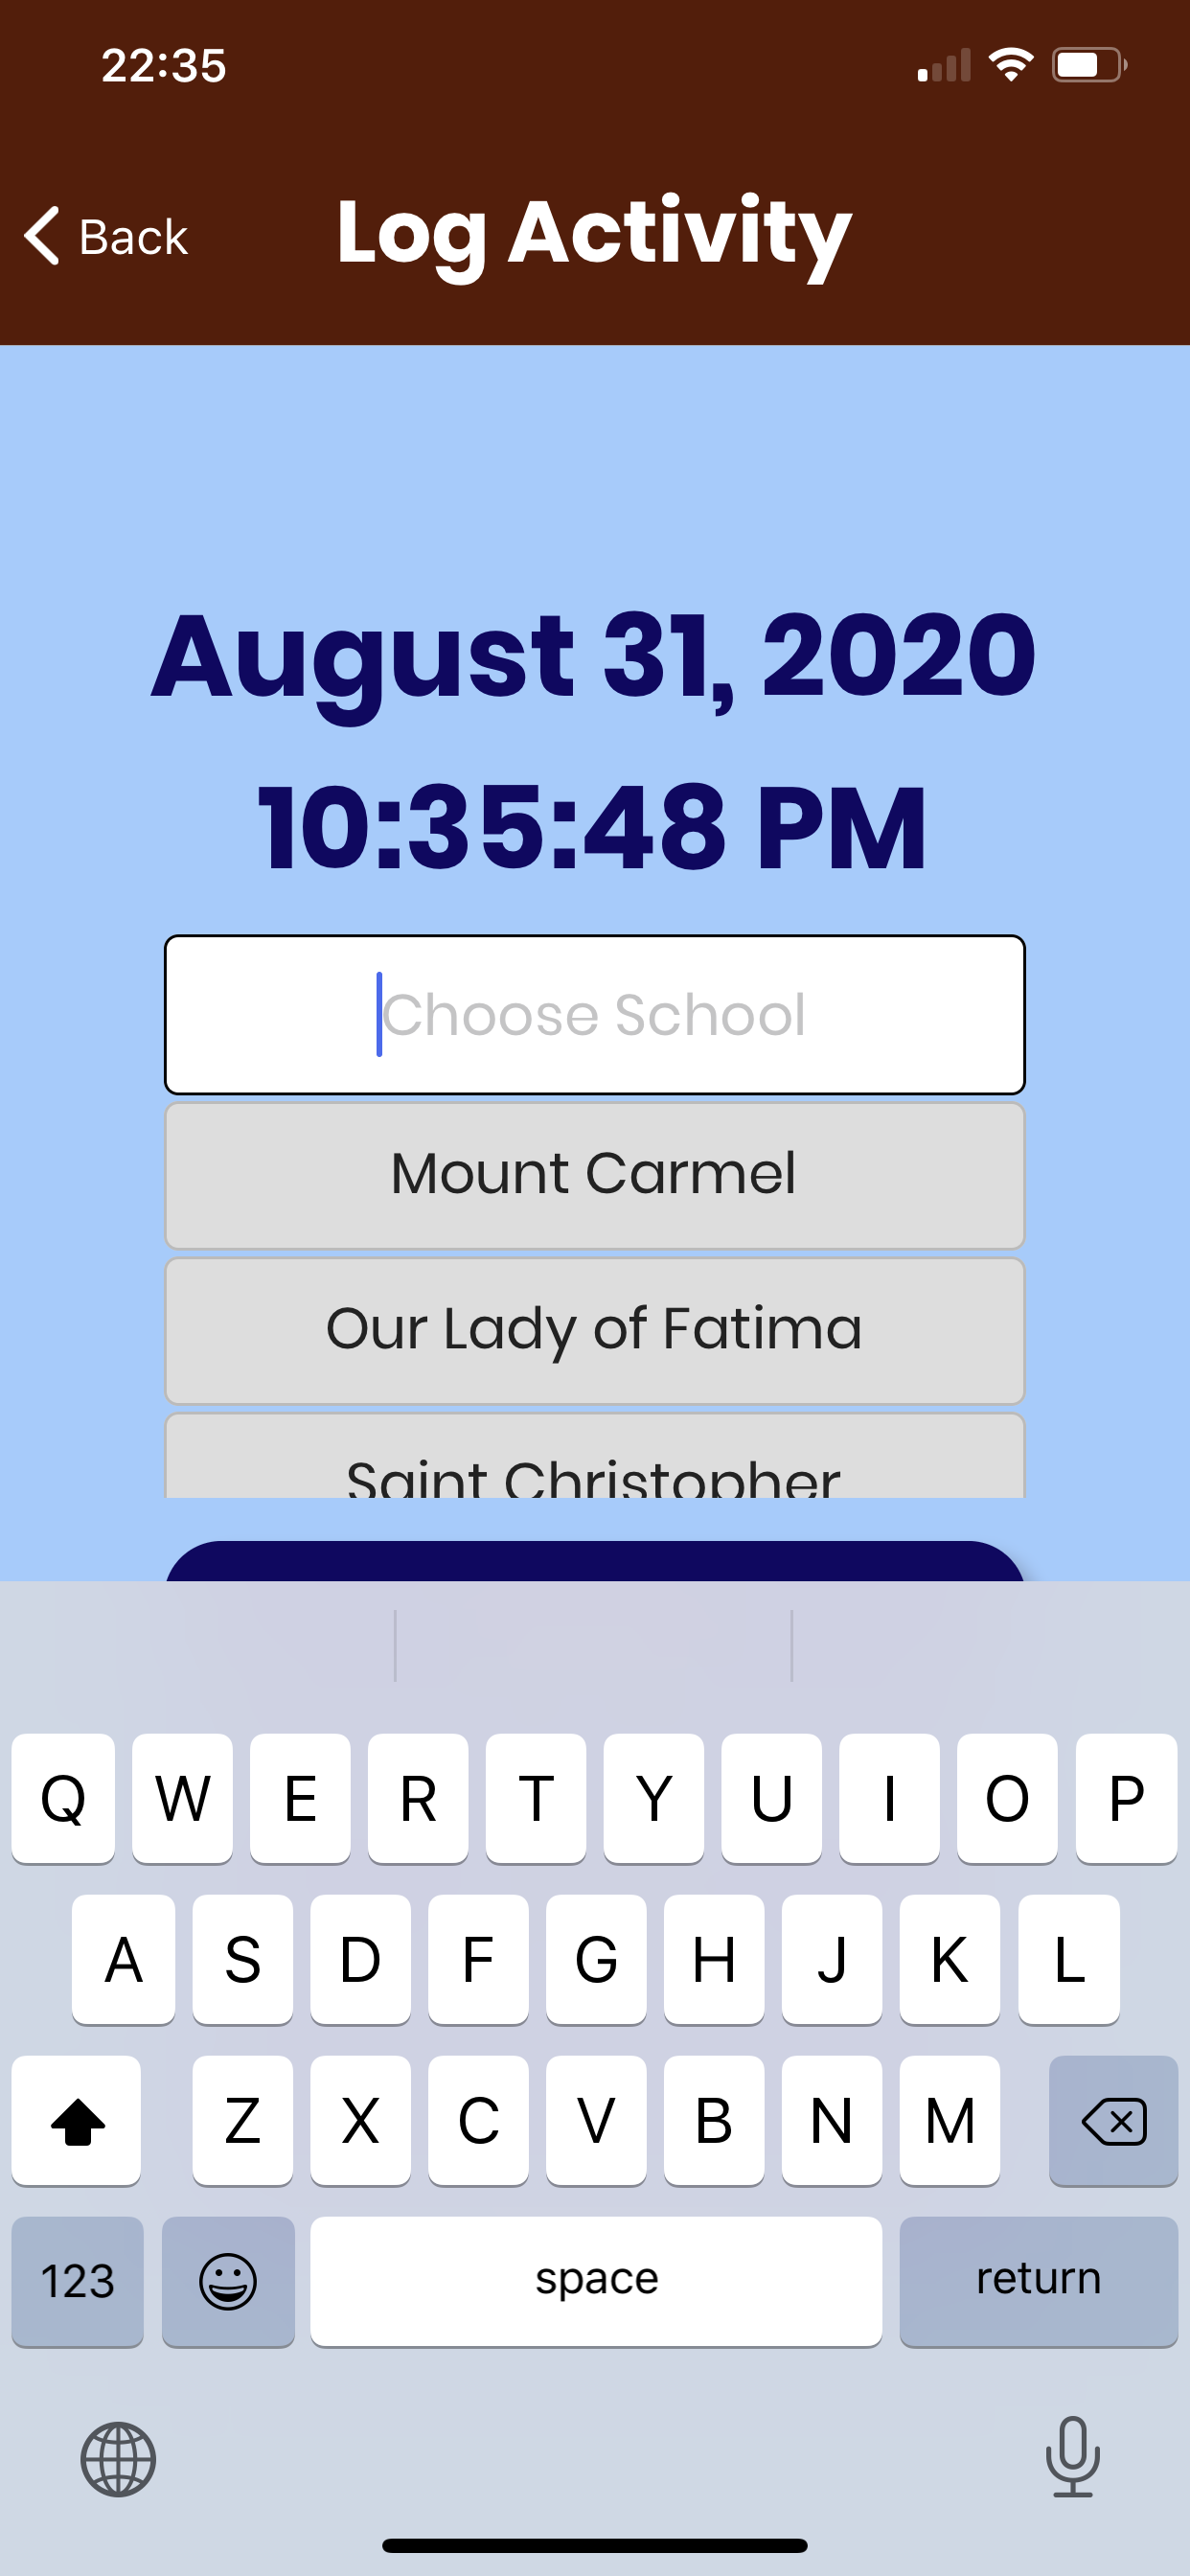 22:35
Back
Log Activity
August 31, 2020
10:35:48 PM
Choose School
Mount Carmel
Our Lady of Fatima
Saint Christopher
Q W E R T Y U I O P
A S D F G H J K L
Z X C V B N M
123 space return